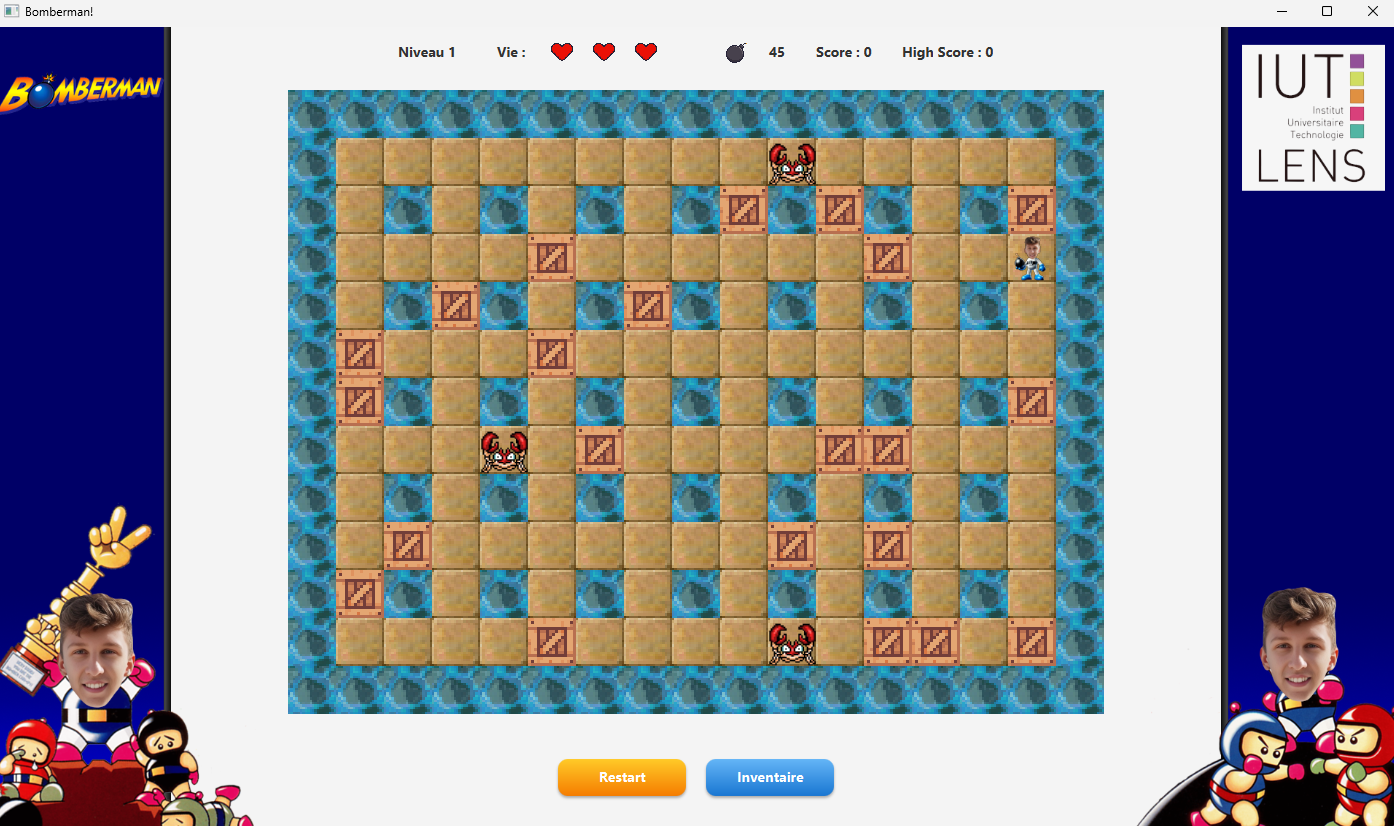 Bomberman!
Niveau 1 Vie : 45 Score : 0 High Score : 0
BOMBERMAN
IUT
Institut
Universitaire
Technologie
LENS
Restart Inventaire